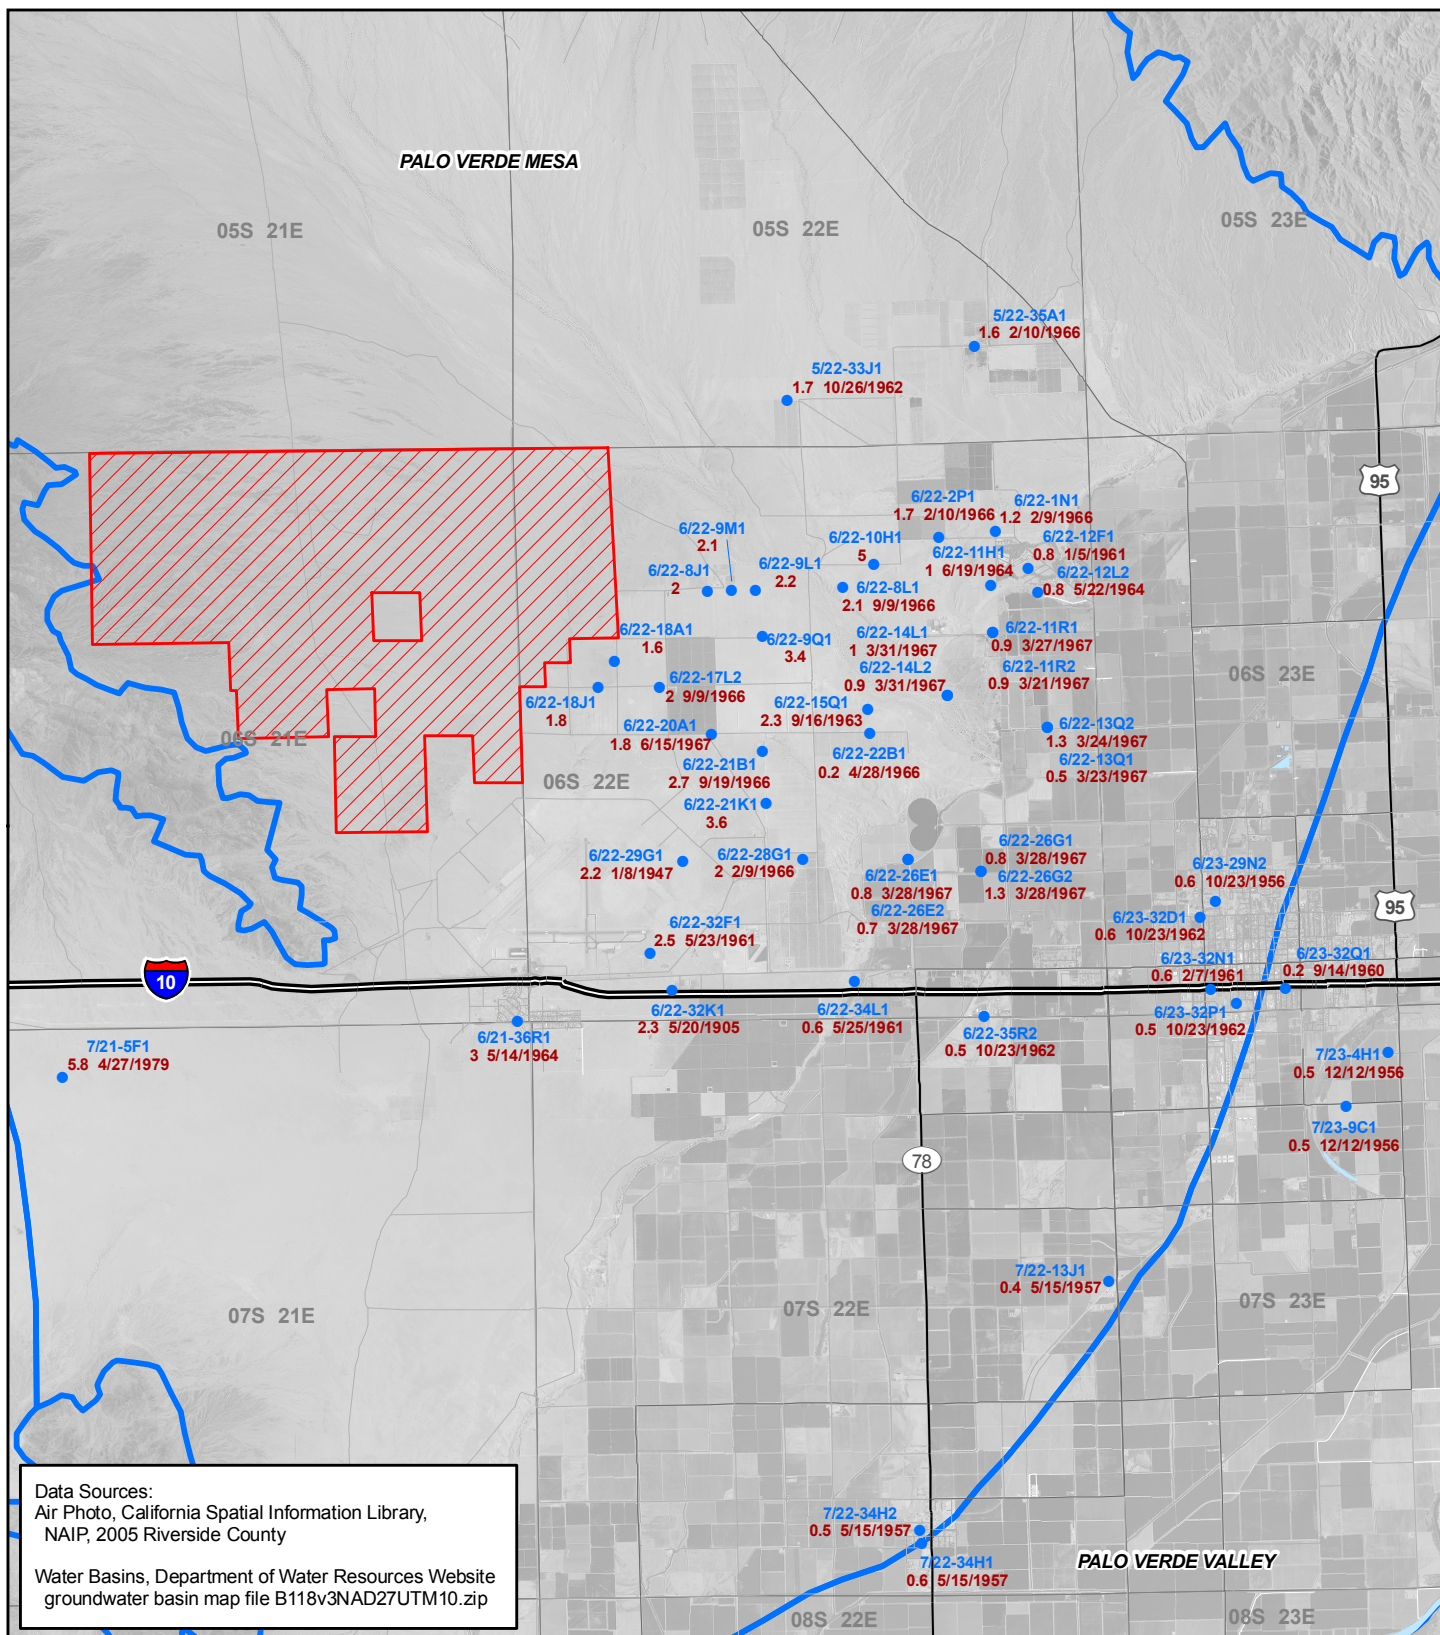 PALO VERDE MESA
05S 21E
05S 22E
05S 23E
5/22-35A1
1.6 2/10/1966
5/22-33J1
1.7 10/26/1962
95
6/22-2P1
1.7 2/10/1966
6/22-1N1
1.2 2/9/1966
6/22-9M1
2.1
6/22-10H1
5
6/22-12F1
0.8 1/5/1961
6/22-11H1
1 6/19/1964
6/22-8J1
2
6/22-9L1
2.2
6/22-12L2
0.8 5/22/1964
6/22-8L1
2.1 9/9/1966
6/22-18A1
1.6
6/22-9Q1
3.4
6/22-14L1
1 3/31/1967
6/22-11R1
0.9 3/27/1967
6/22-14L2
0.9 3/31/1967
6/22-11R2
0.9 3/21/1967
06S 23E
6/22-17L2
2 9/9/1966
6/22-18J1
1.8
6/22-15Q1
2.3 9/16/1963
6/22-20A1
1.8 6/15/1967
06S 21E
6/22-13Q2
1.3 3/24/1967
6/22-22B1
0.2 4/28/1966
6/22-13Q1
0.5 3/23/1967
6/22-21B1
2.7 9/19/1966
06S 22E
6/22-21K1
3.6
6/22-29G1
2.2 1/8/1947
6/22-28G1
2 2/9/1966
6/22-26G1
0.8 3/28/1967
6/22-26E1
0.8 3/28/1967
6/22-26G2
1.3 3/28/1967
6/22-26E2
0.7 3/28/1967
6/23-29N2
0.6 10/23/1956
95
6/23-32D1
0.6 10/23/1962
6/22-32F1
2.5 5/23/1961
6/23-32N1
0.6 2/7/1961
6/23-32Q1
0.2 9/14/1960
10
6/22-32K1
2.3 5/20/1905
6/22-34L1
0.6 5/25/1961
6/23-32P1
0.5 10/23/1962
6/21-36R1
3 5/14/1964
6/22-35R2
0.5 10/23/1962
7/21-5F1
5.8 4/27/1979
7/23-4H1
0.5 12/12/1956
7/23-9C1
0.5 12/12/1956
78
7/22-13J1
0.4 5/15/1957
07S 21E
07S 22E
07S 23E
Data Sources:
Air Photo, California Spatial Information Library,
NAIP, 2005 Riverside County
Water Basins, Department of Water Resources Website
groundwater basin map file B118v3NAD27UTM10.zip
7/22-34H2
0.5 5/15/1957
7/22-34H1
0.6 5/15/1957
PALO VERDE VALLEY
08S 22E
08S 23E